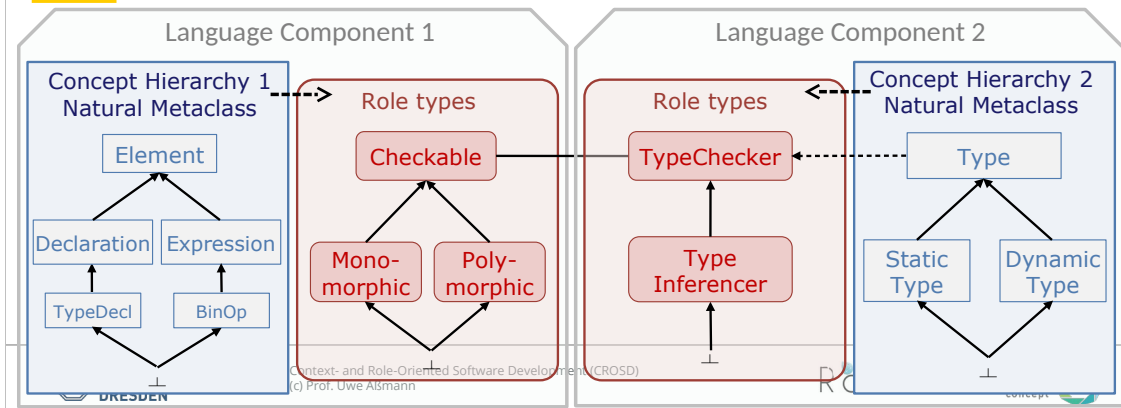 Language Component 1
Language Component 2
Concept Hierarchy 1
Natural Metaclass
Role types
Role types
Concept Hierarchy 2
Natural Metaclass
Element
Checkable
TypeChecker
Type
Declaration
Expression
Mono-
morphic
Poly-
morphic
Type
Inferencer
Static
Type
Dynamic
Type
TypeDecl
BinOp
⊥
⊥
⊥
⊥
Context- and Role-Oriented Software Development (CROSD)
(c) Prof. Uwe Aßmann
DRESDEN
concept